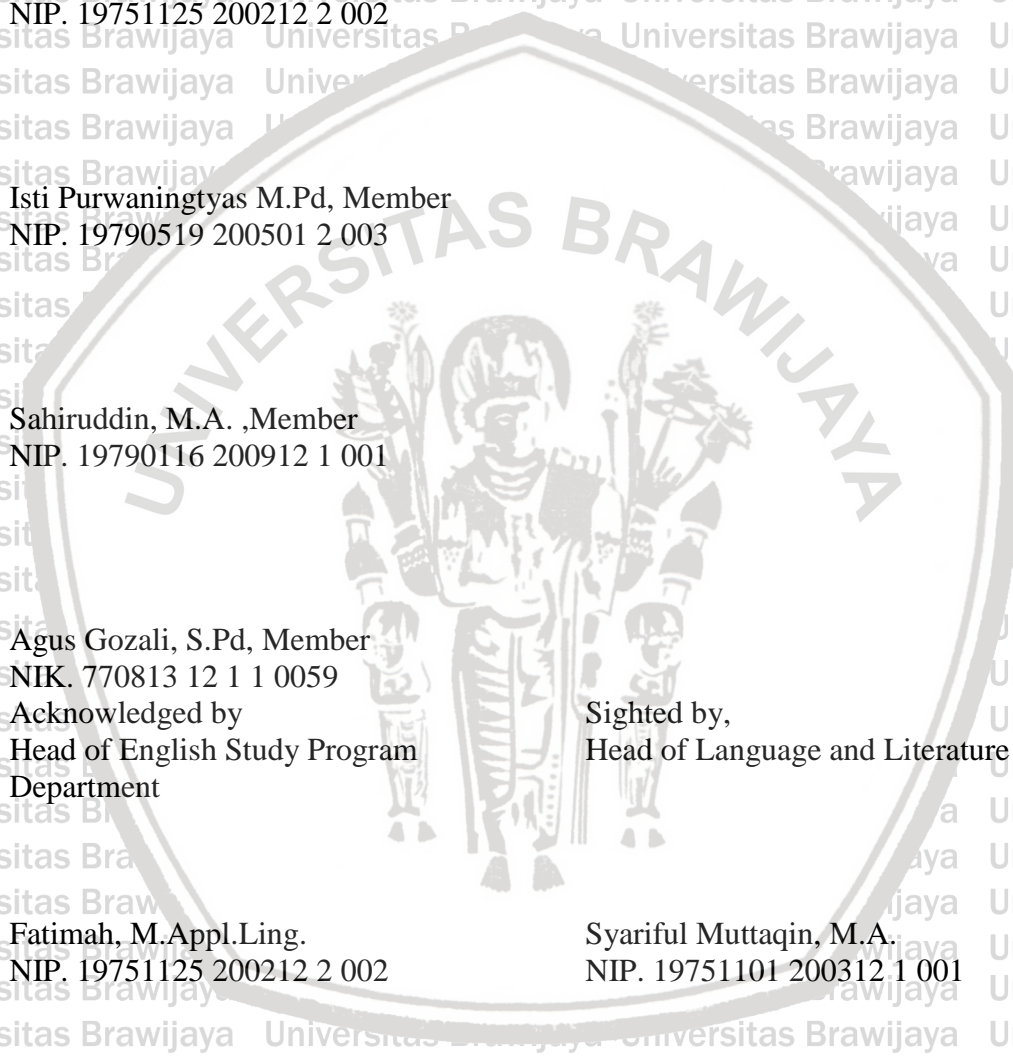 NIP. 19751125 200212 2 002
Isti Purwaningtyas M.Pd, Member
NIP. 19790519 200501 2 003
UNIVERSITAS BRAWIJAYA
Sahiruddin, M.A. ,Member
NIP. 19790116 200912 1 001
Agus Gozali, S.Pd, Member
NIK. 770813 12 1 1 0059
Acknowledged by
Sighted by,
Head of English Study Program
Head of Language and Literature
Department
Fatimah, M.Appl.Ling.
Syariful Muttaqin, M.A.
NIP. 19751125 200212 2 002
NIP. 19751101 200312 1 001